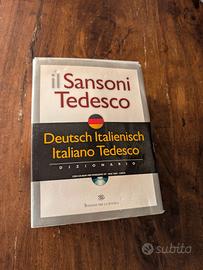 il Sansoni
Tedesco
Deutsch Italienisch
Italiano Tedesco
DIZIONARIO
subito